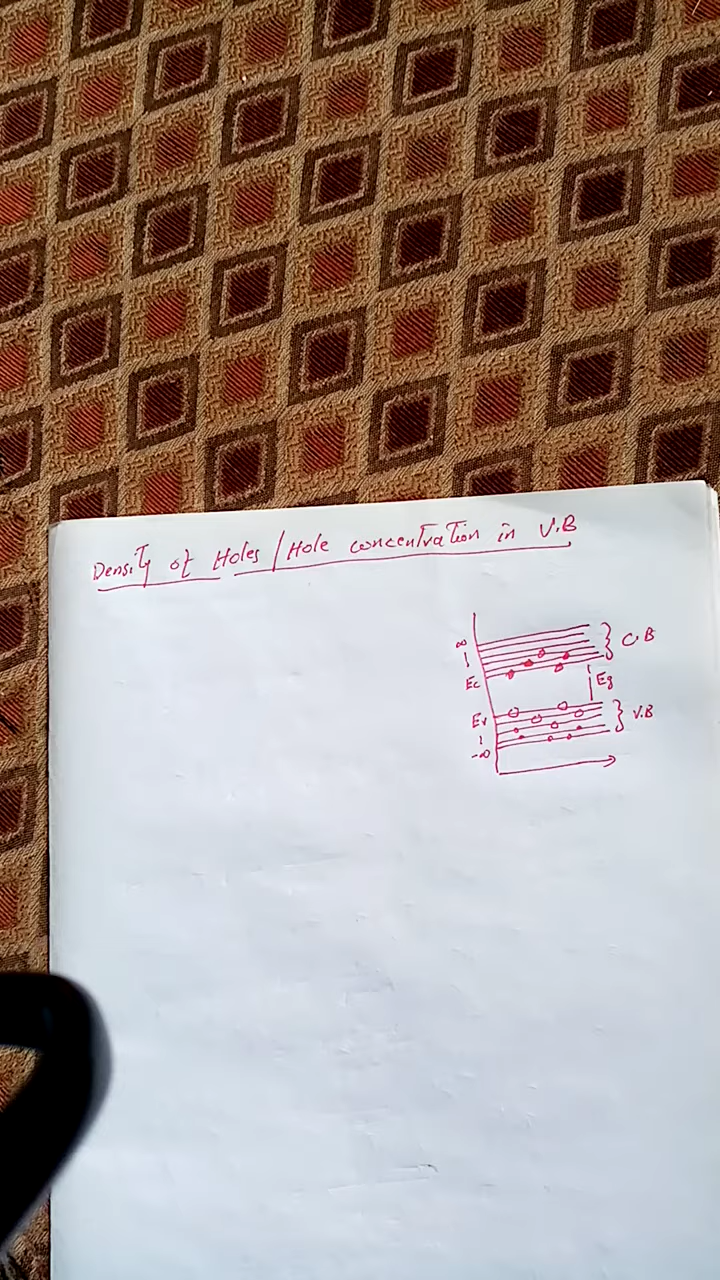 Density of Holes / Hole concentration in V.B
∞
C.B
Ec
Eg
Ev
V.B
-∞